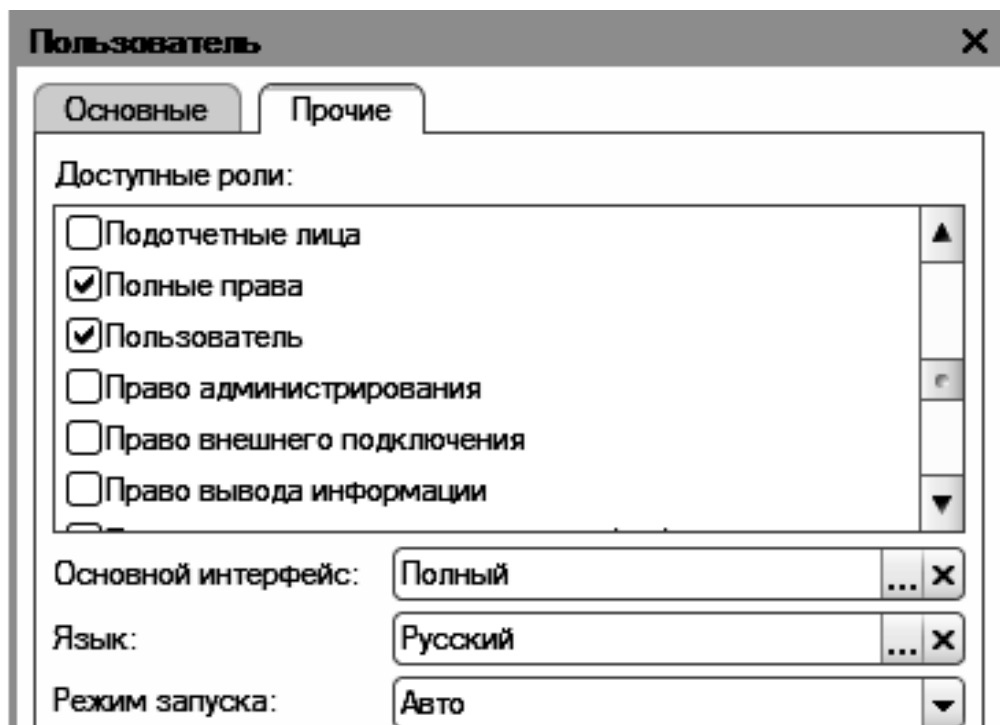 Пользователь
Основные Прочие
Доступные роли:
Подотчетные лица
Полные права
Пользователь
Право администрирования
Право внешнего подключения
Право вывода информации
Основной интерфейс: Полный ...
Язык: Русский ...
Режим запуска: Авто